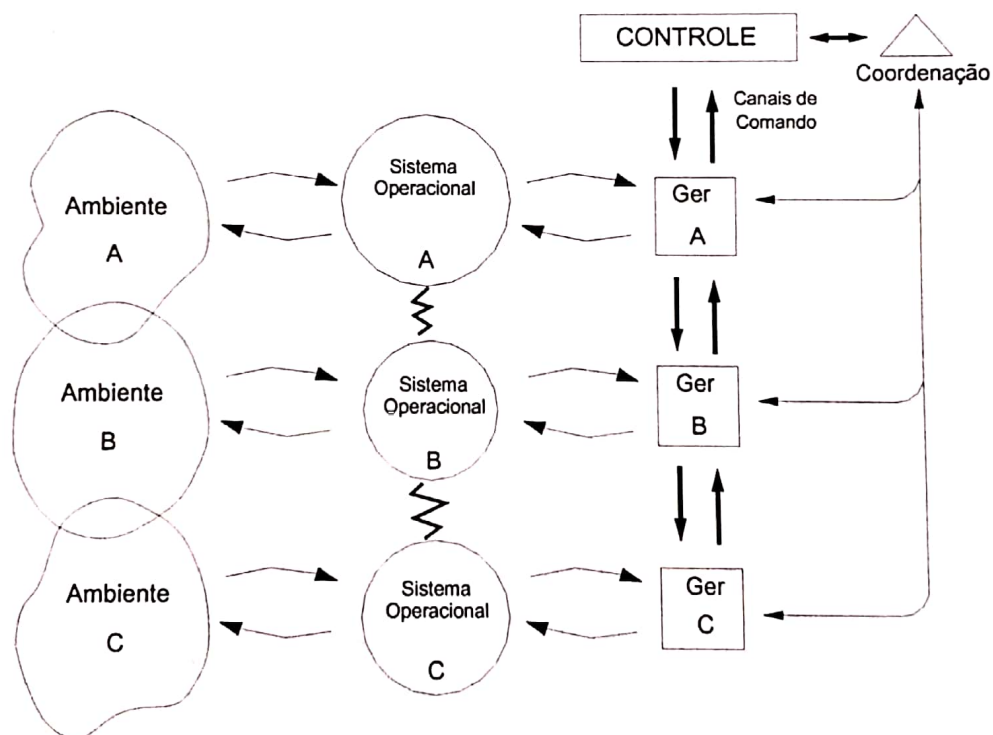 CONTROLE
Coordenação
Canais de
Comando
Ambiente
A
Sistema
Operacional
A
Ger
A
Ambiente
B
Sistema
Operacional
B
Ger
B
Ambiente
C
Sistema
Operacional
C
Ger
C